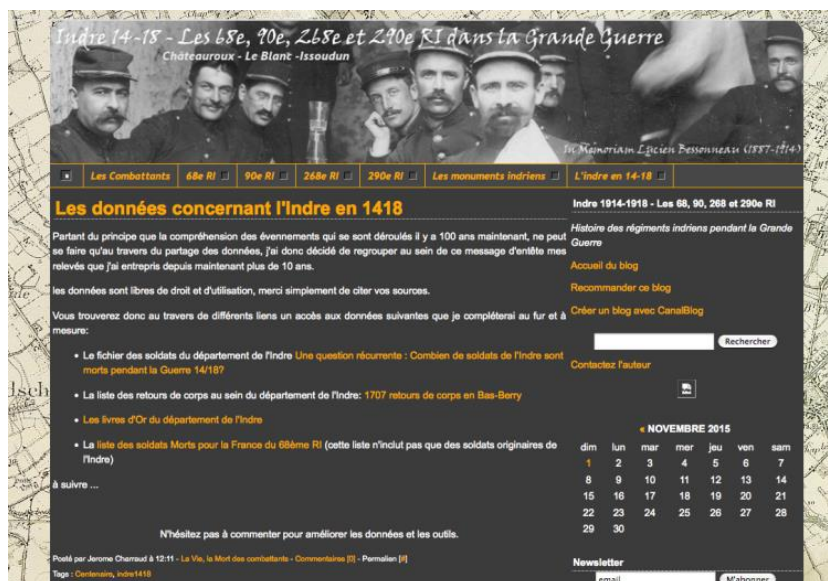 Indre 14-18 - Les 68e, 90e, 268e et 290e RI dans la Grande Guerre
Châteauroux - Le Blanc -Issoudun
In Memoriam Lucien Bessonneau (1887-1914)
Les Combattants 68e RI 90e RI 268e RI 290e RI Les monuments indriens L'indre en 14-18
Les données concernant l'Indre en 1418
Partant du principe que la compréhension des évennements qui se sont déroulés il y a 100 ans maintenant, ne peut
se faire qu'au travers du partage des données, j'ai donc décidé de regrouper au sein de ce message d'entête mes
relevés que j'ai entrepris depuis maintenant plus de 10 ans.
les données sont libres de droit et d'utilisation, merci simplement de citer vos sources.
Vous trouverez donc au travers de différents liens un accès aux données suivantes que je compléterai au fur et à
mesure:
• Le fichier des soldats du département de l'Indre Une question récurrente : Combien de soldats de l'Indre sont
morts pendant la Guerre 14/18?
• La liste des retours de corps au sein du département de l'Indre: 1707 retours de corps en Bas-Berry
• Les livres d'Or du département de l'Indre
• La liste des soldats Morts pour la France du 68ème RI (cette liste n'inclut pas que des soldats originaires de
l'Indre)
à suivre ...
N'hésitez pas à commenter pour améliorer les données et les outils.
Posté par Jerome Charraud à 12:11 - La Vie, la Mort des combattants - Commentaires [0] - Permalien [#]
Tags : Centenaire, indre1418
Indre 1914-1918 - Les 68, 90, 268 et 290e RI
Histoire des régiments indriens pendant la Grande
Guerre
Accueil du blog
Recommander ce blog
Créer un blog avec CanalBlog
Rechercher
Contactez l'auteur
« NOVEMBRE 2015
dim lun mar mer jeu ven sam
1 2 3 4 5 6 7
8 9 10 11 12 13 14
15 16 17 18 19 20 21
22 23 24 25 26 27 28
29 30
Newsletter
email M'abonner